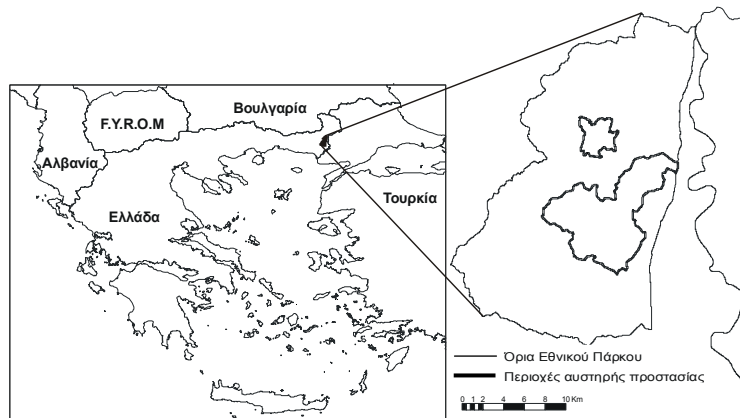 Βουλγαρία
F.Y.R.O.M
Αλβανία
Τουρκία
Ελλάδα
Όρια Εθνικού Πάρκου
Περιοχές αυστηρής προστασίας
0 1 2 4 6 8 10 Km